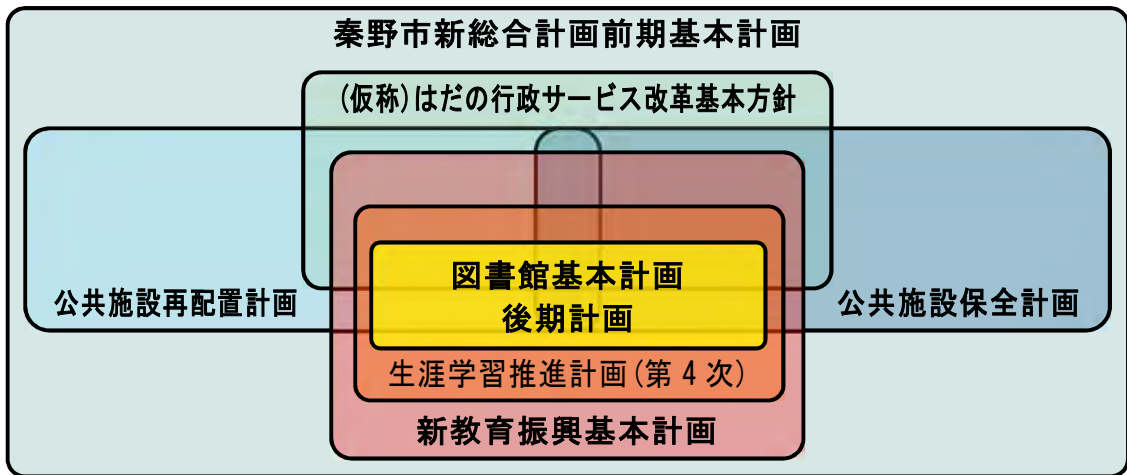 秦野市新総合計画前期基本計画
(仮称)はだの行政サービス改革基本方針
図書館基本計画
後期計画
公共施設再配置計画
公共施設保全計画
生涯学習推進計画(第4次)
新教育振興基本計画